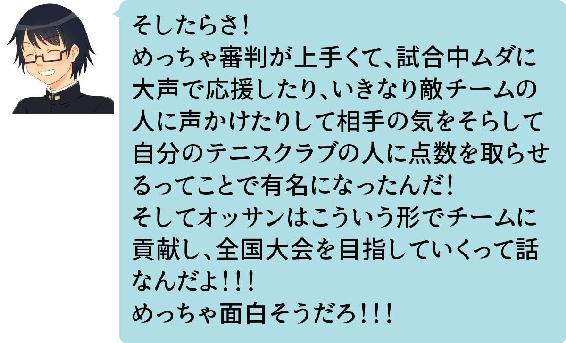 そしたらさ！
めっちゃ審判が上手くて、試合中ムダに
大声で応援したり、いきなり敵チームの
人に声かけたりして相手の気をそらして
自分のテニスクラブの人に点数を取らせ
るってことで有名になったんだ！
そしてオッサンはこういう形でチームに
貢献し、全国大会を目指していくって話
なんだよ！！！
めっちゃ面白そうだろ！！！